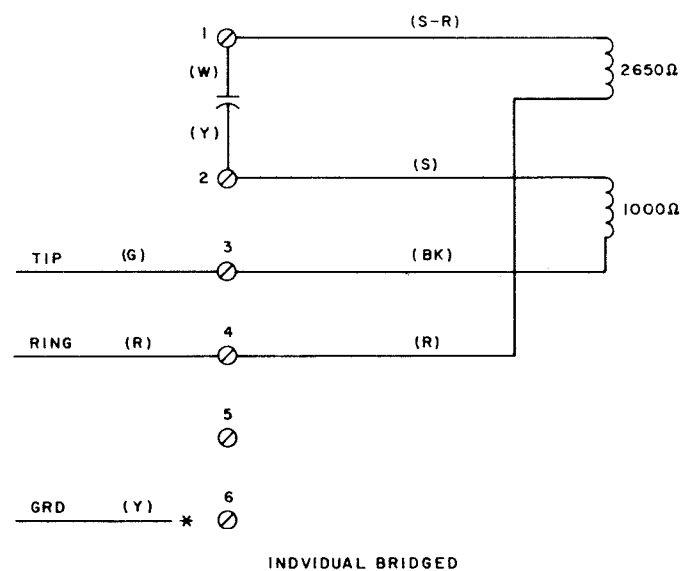 1 (S-R)
(W) 2650Ω
(Y)
2 (S)
1000Ω
TIP (G) 3 (BK)
RING (R) 4 (R)
5
GRD (Y) * 6
INDVIDUAL BRIDGED